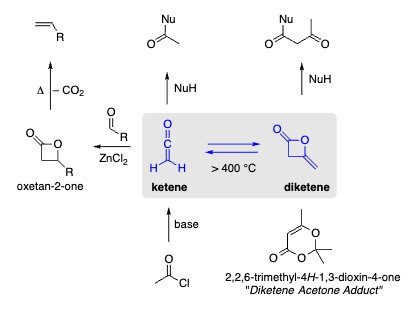 Nu
Nu
R
O
O
O
Δ
– CO2
NuH
NuH
O
O
O
R
O
O
O
C
R
ZnCl2
H
H
> 400 °C
oxetan-2-one
ketene
diketene
base
O
O
O
O
Cl
2,2,6-trimethyl-4H-1,3-dioxin-4-one
"Diketene Acetone Adduct"